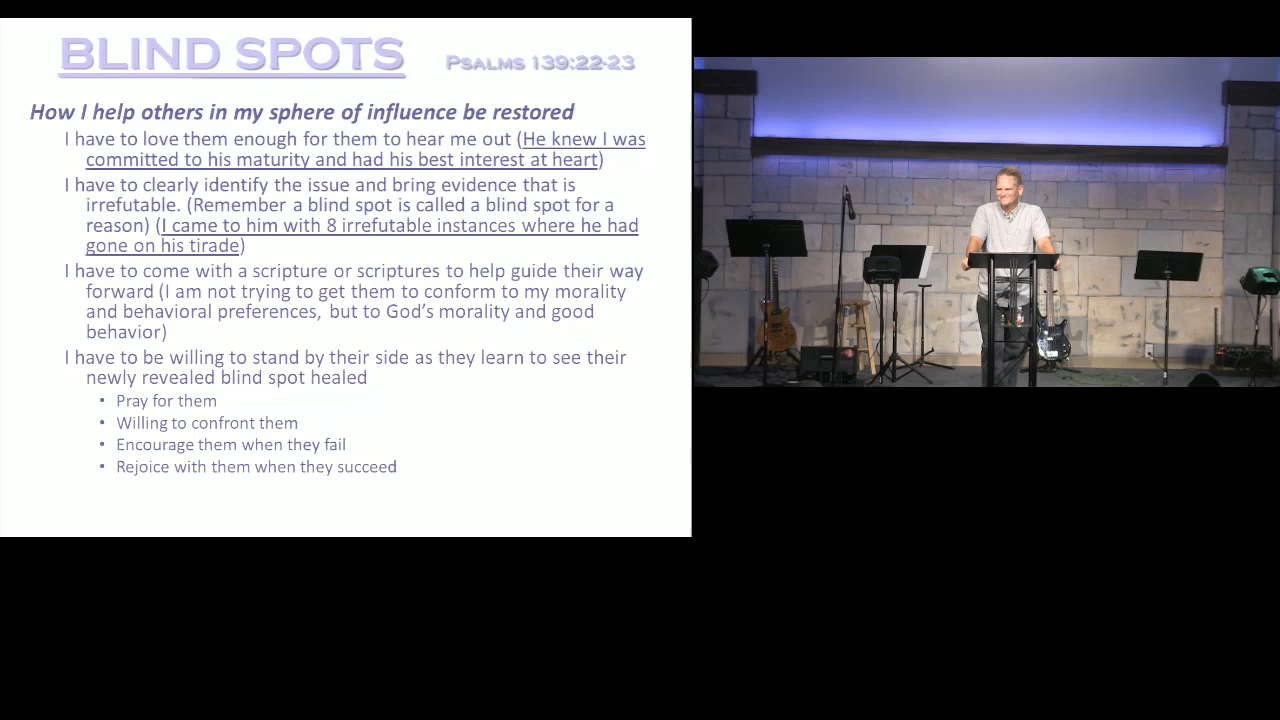 BLIND SPOTS PSALMS 139:22-23
How I help others in my sphere of influence be restored
I have to love them enough for them to hear me out (He knew I was
committed to his maturity and had his best interest at heart)
I have to clearly identify the issue and bring evidence that is
irrefutable. (Remember a blind spot is called a blind spot for a
reason) (I came to him with 8 irrefutable instances where he had
gone on his tirade)
I have to come with a scripture or scriptures to help guide their way
forward (I am not trying to get them to conform to my morality
and behavioral preferences, but to God’s morality and good
behavior)
I have to be willing to stand by their side as they learn to see their
newly revealed blind spot healed
• Pray for them
• Willing to confront them
• Encourage them when they fail
• Rejoice with them when they succeed